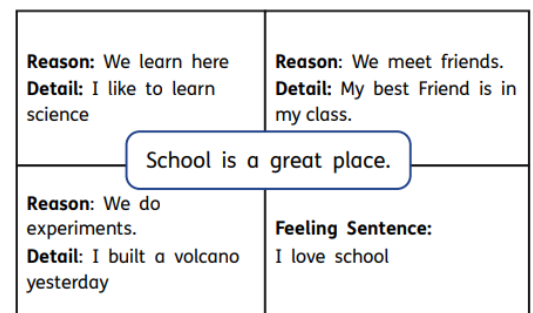 Reason: We learn here
Detail: I like to learn
science
Reason: We meet friends.
Detail: My best Friend is in
my class.
School is a great place.
Reason: We do
experiments.
Detail: I built a volcano
yesterday
Feeling Sentence:
I love school